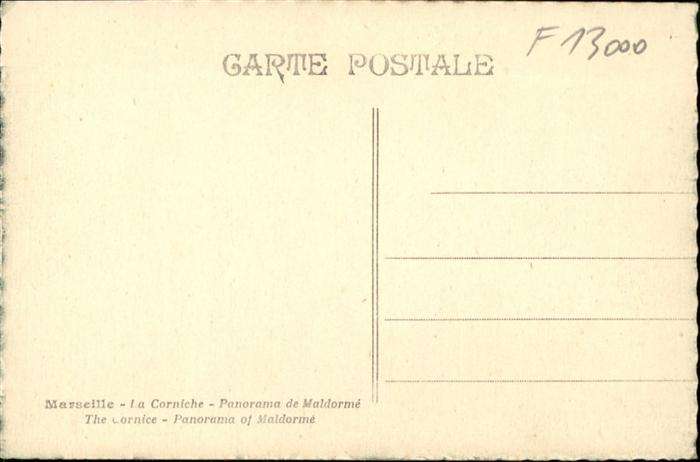 F 13000
CARTE POSTALE
Marseille - La Corniche - Panorama de Maldormé
The Cornice - Panorama of Maldormé